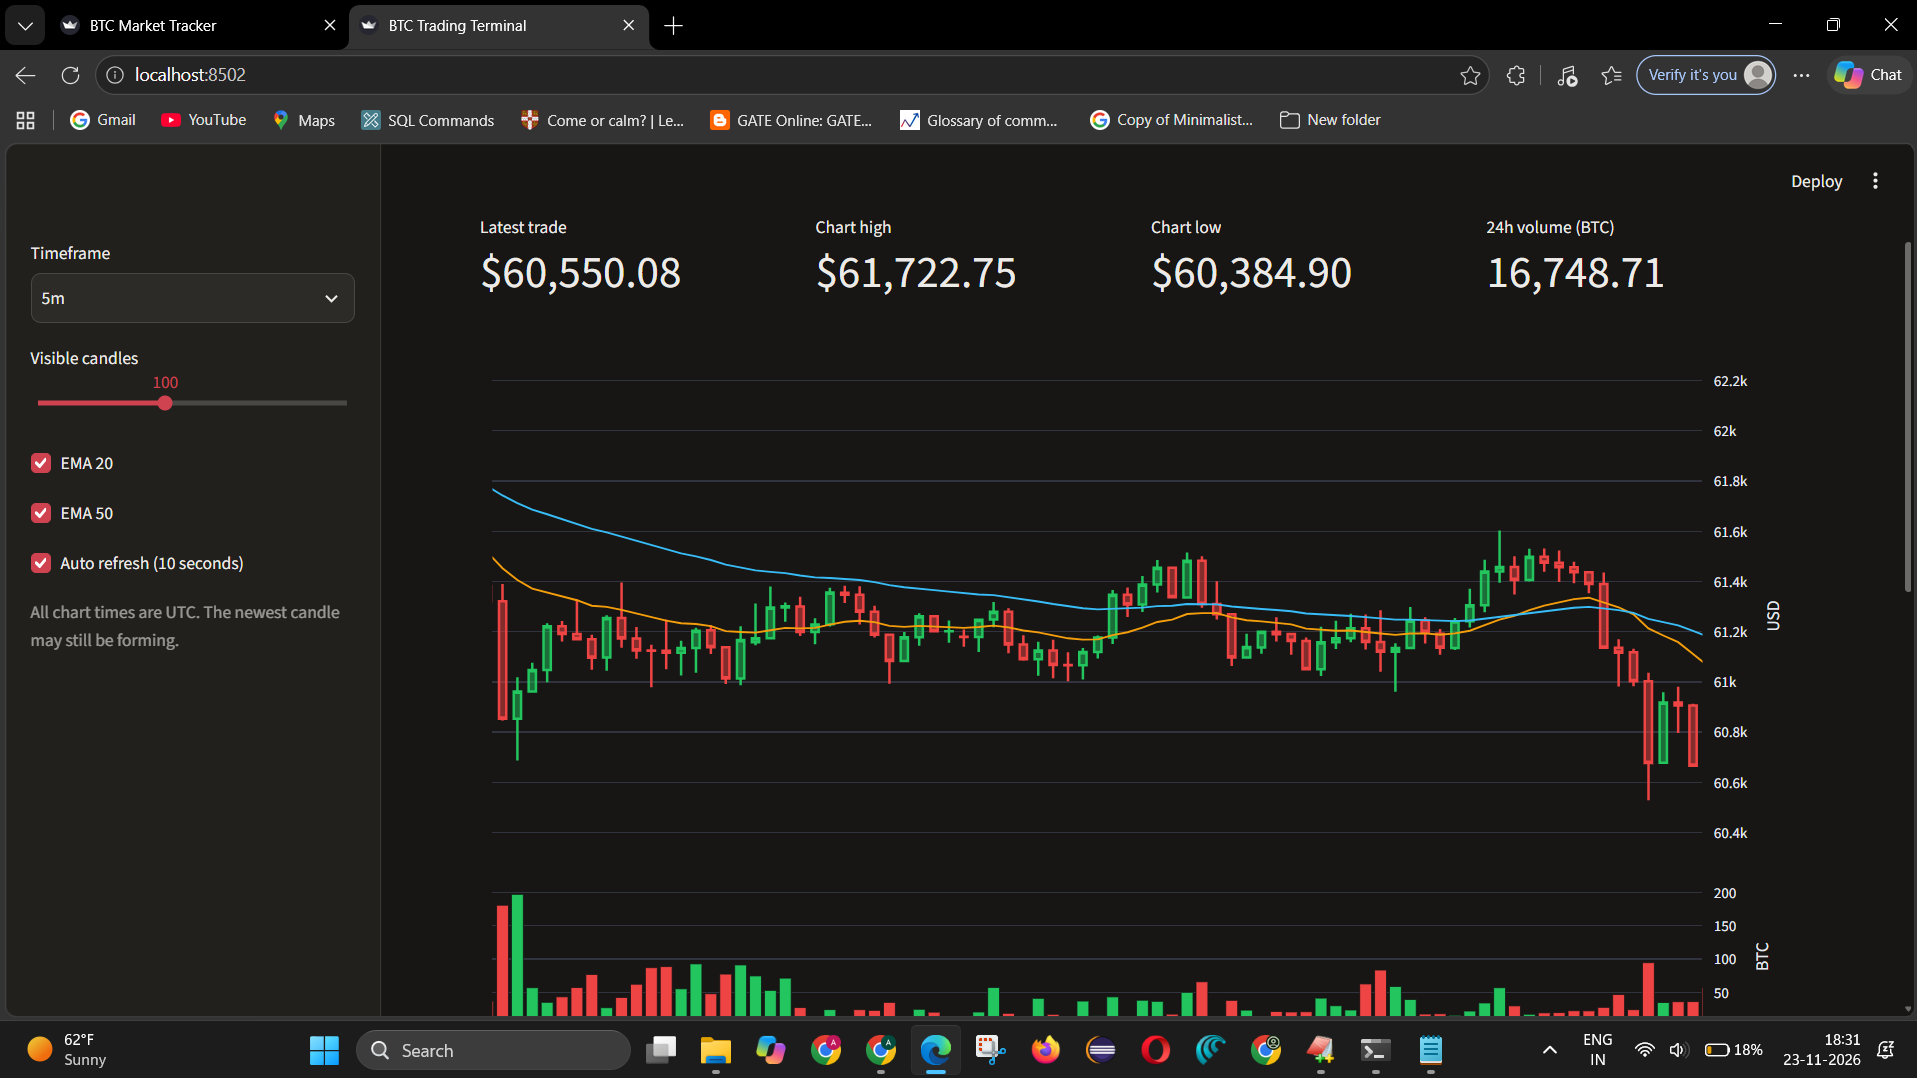 BTC Market Tracker
BTC Trading Terminal
localhost:8502
Verify it's you
Chat
Gmail
YouTube
Maps
SQL Commands
Come or calm? | Le...
GATE Online: GATE...
Glossary of comm...
Copy of Minimalist...
New folder
Deploy
Timeframe
5m
Visible candles
100
EMA 20
EMA 50
Auto refresh (10 seconds)
All chart times are UTC. The newest candle
may still be forming.
Latest trade
$60,550.08
Chart high
$61,722.75
Chart low
$60,384.90
24h volume (BTC)
16,748.71
62.2k
62k
61.8k
61.6k
61.4k
61.2k
61k
60.8k
60.6k
60.4k
USD
200
150
100
50
BTC
62°F
Sunny
Search
A
A
ENG
IN
18%
18:31
23-11-2026